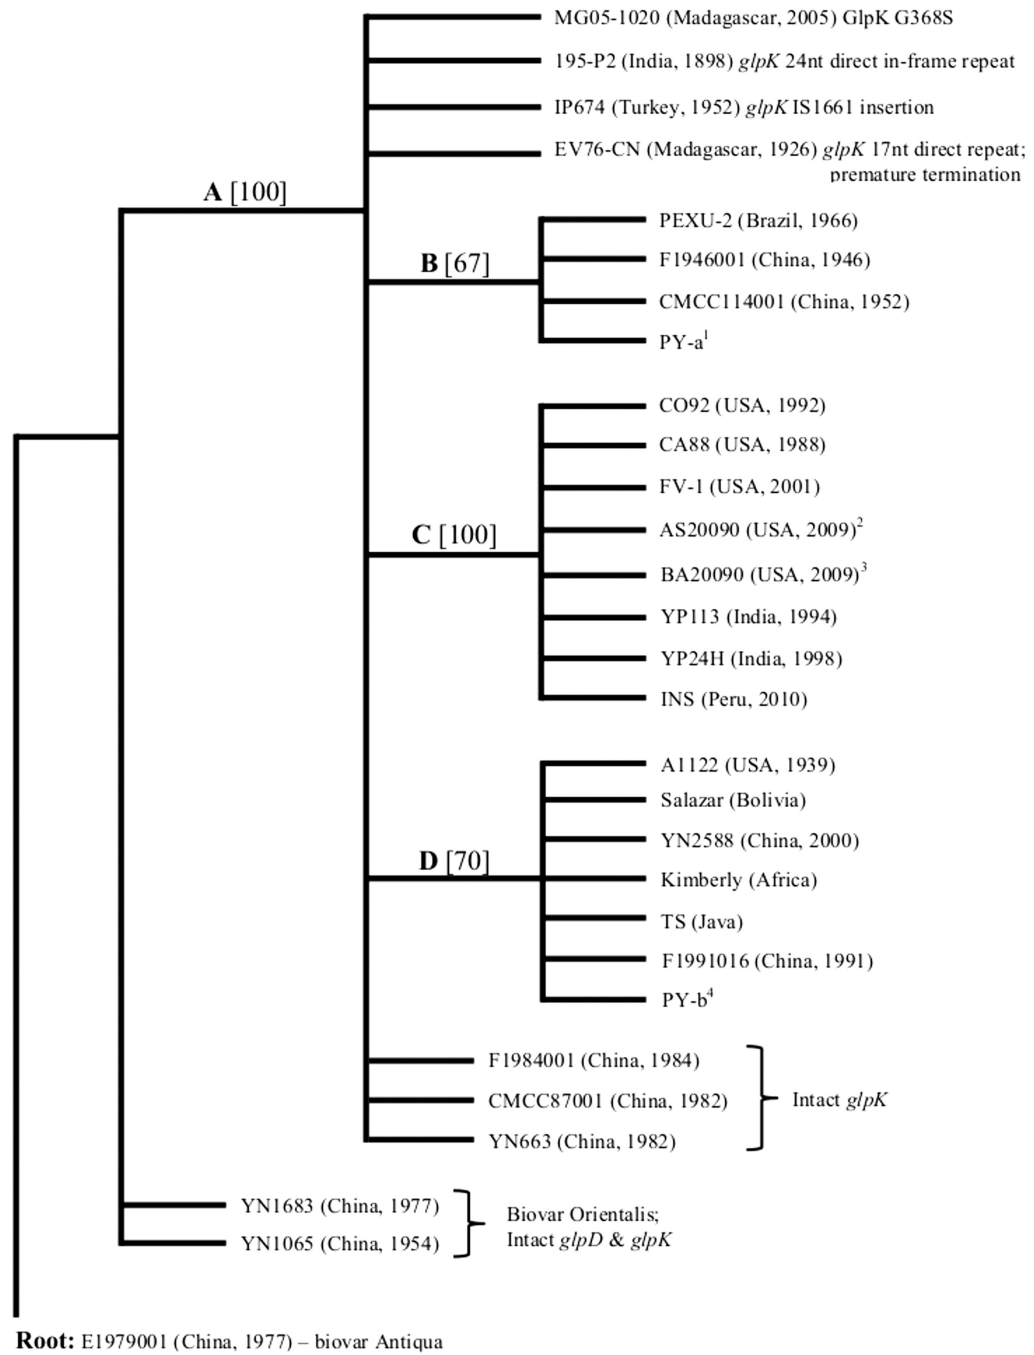 MG05-1020 (Madagascar, 2005) GlpK G368S
195-P2 (India, 1898) glpK 24nt direct in-frame repeat
IP674 (Turkey, 1952) glpK IS1661 insertion
EV76-CN (Madagascar, 1926) glpK 17nt direct repeat;
premature termination
A [100]
PEXU-2 (Brazil, 1966)
B [67]
F1946001 (China, 1946)
CMCC114001 (China, 1952)
PY-a1
CO92 (USA, 1992)
CA88 (USA, 1988)
FV-1 (USA, 2001)
C [100]
AS20090 (USA, 2009)2
BA20090 (USA, 2009)3
YP113 (India, 1994)
YP24H (India, 1998)
INS (Peru, 2010)
A1122 (USA, 1939)
Salazar (Bolivia)
YN2588 (China, 2000)
D [70]
Kimberly (Africa)
TS (Java)
F1991016 (China, 1991)
PY-b4
F1984001 (China, 1984)
CMCC87001 (China, 1982)
Intact glpK
YN663 (China, 1982)
YN1683 (China, 1977)
Biovar Orientalis;
Intact glpD & glpK
YN1065 (China, 1954)
Root: E1979001 (China, 1977) – biovar Antiqua